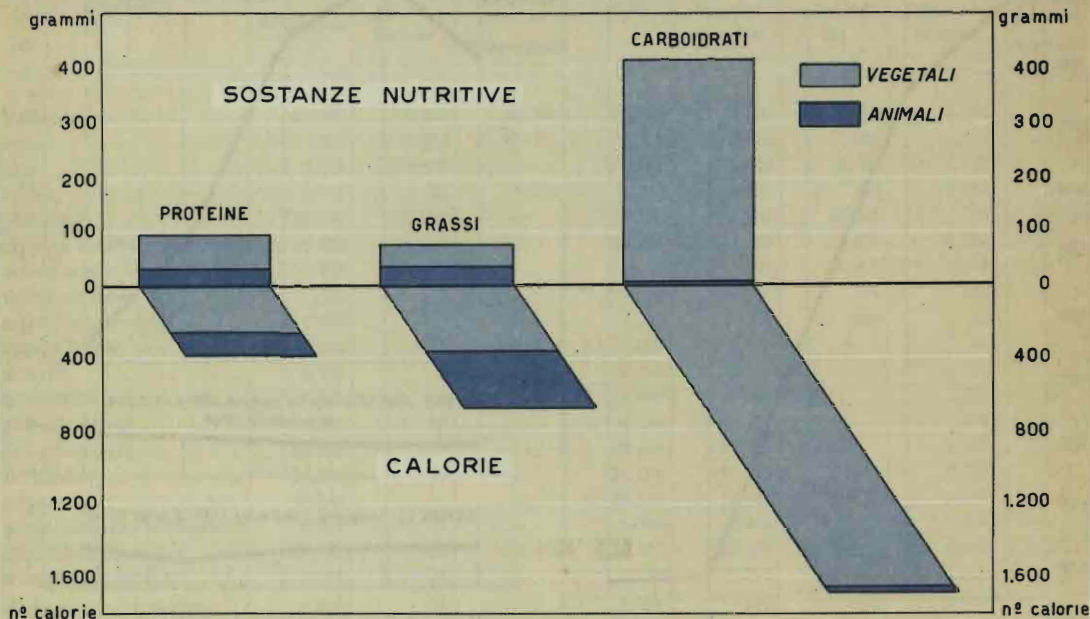 grammi
grammi
CARBOIDRATI
400
VEGETALI
400
SOSTANZE NUTRITIVE
ANIMALI
300
300
200
200
PROTEINE
GRASSI
100
100
0
0
400
400
800
800
CALORIE
1.200
1.200
1.600
1.600
nº calorie
nº calorie